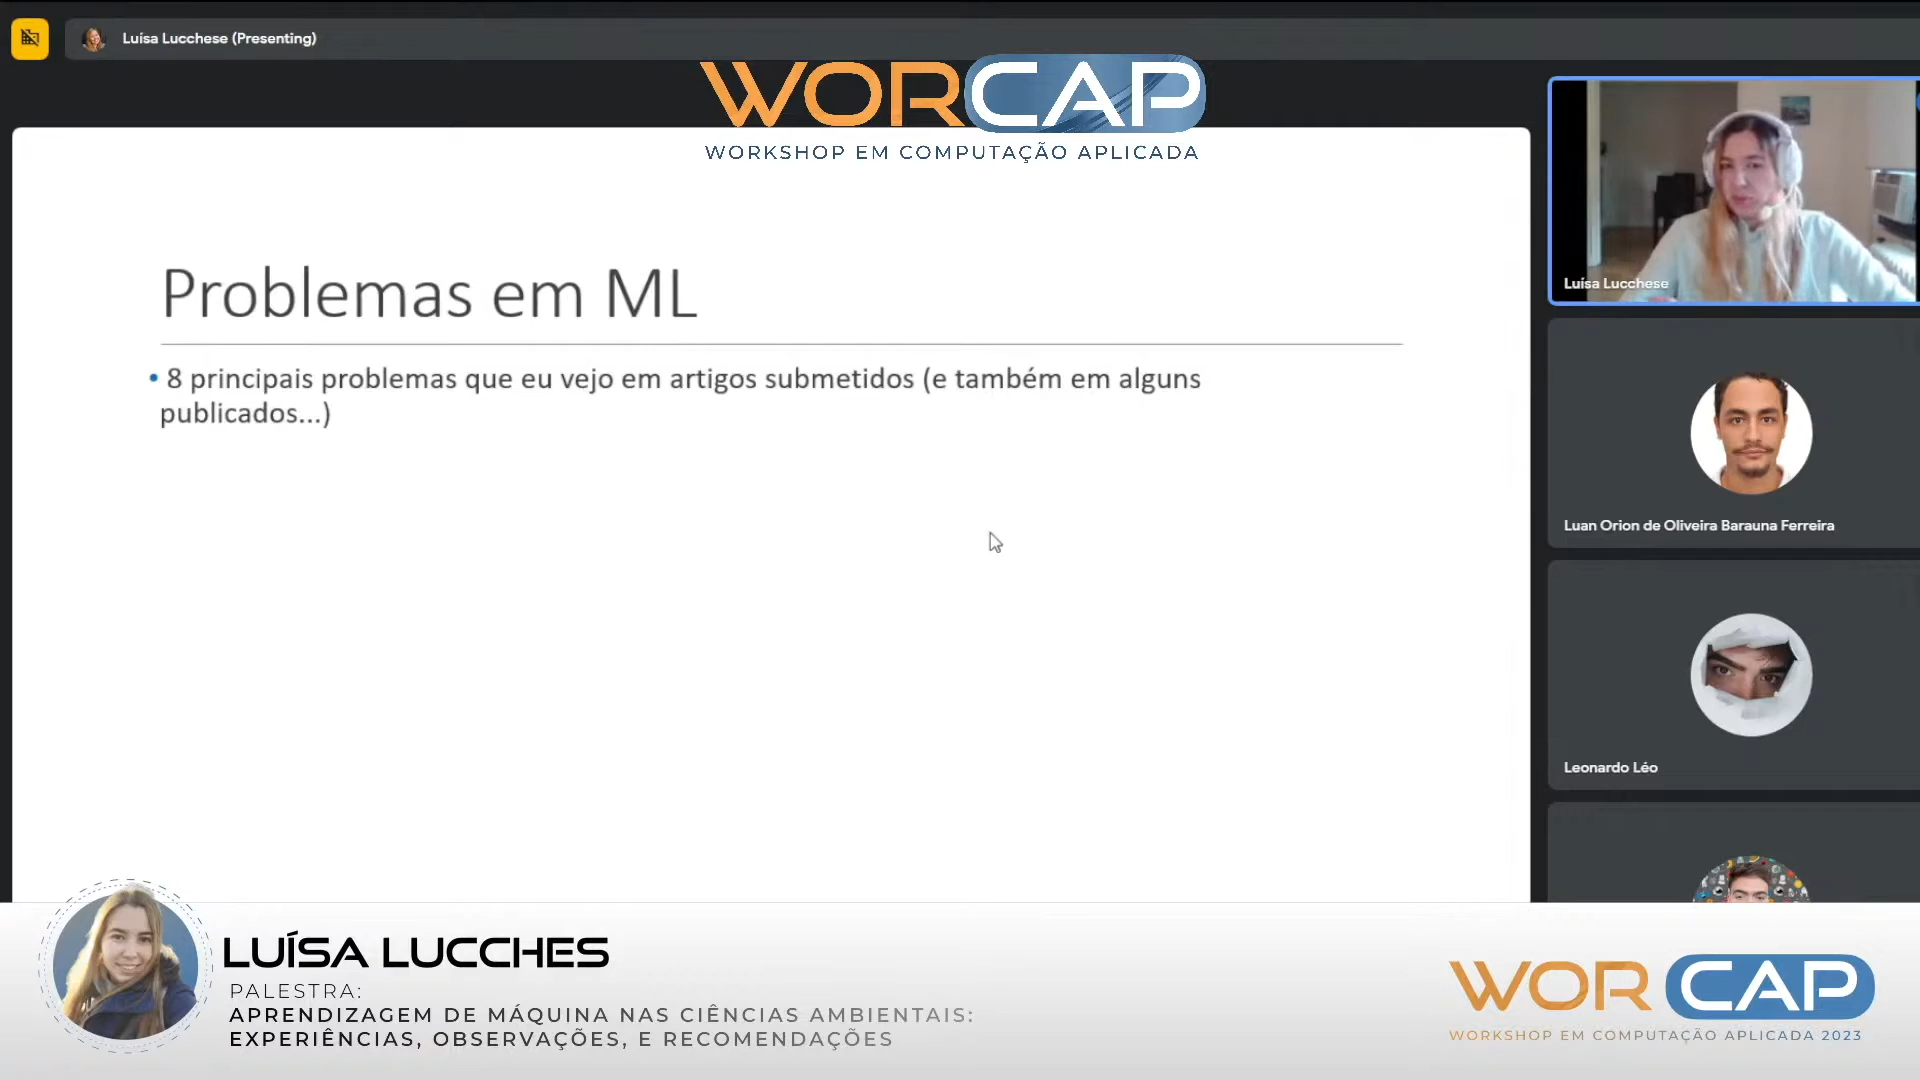 Luísa Lucchese (Presenting)
WORCAP
WORKSHOP EM COMPUTAÇÃO APLICADA
Problemas em ML
• 8 principais problemas que eu vejo em artigos submetidos (e também em alguns
publicados...)
Luísa Lucchese
Luan Orion de Oliveira Barauna Ferreira
Leonardo Léo
LUÍSA LUCCHES
PALESTRA:
APRENDIZAGEM DE MÁQUINA NAS CIÊNCIAS AMBIENTAIS:
EXPERIÊNCIAS, OBSERVAÇÕES, E RECOMENDAÇÕES
WORCAP
WORKSHOP EM COMPUTAÇÃO APLICADA 2023